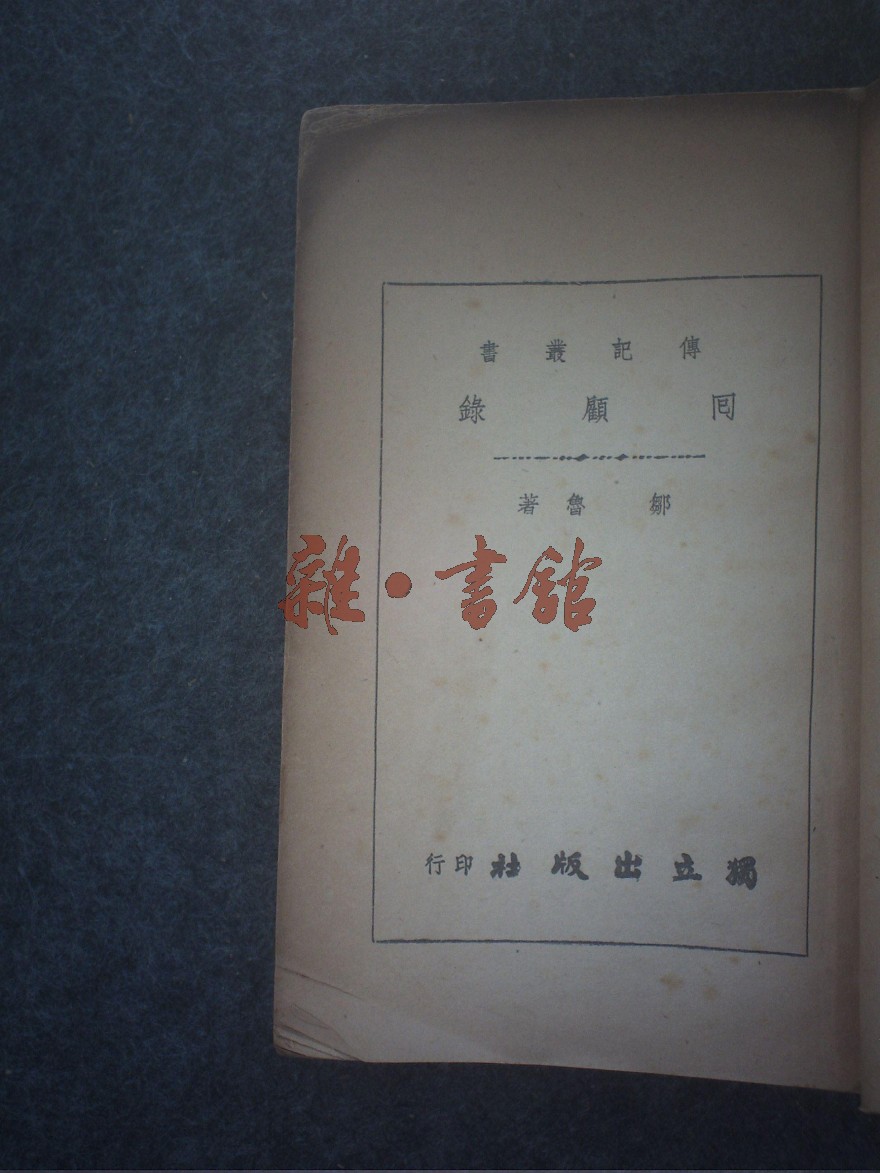 傳記叢書
囘顧錄
鄒魯著
雜·書館
獨立出版社印行